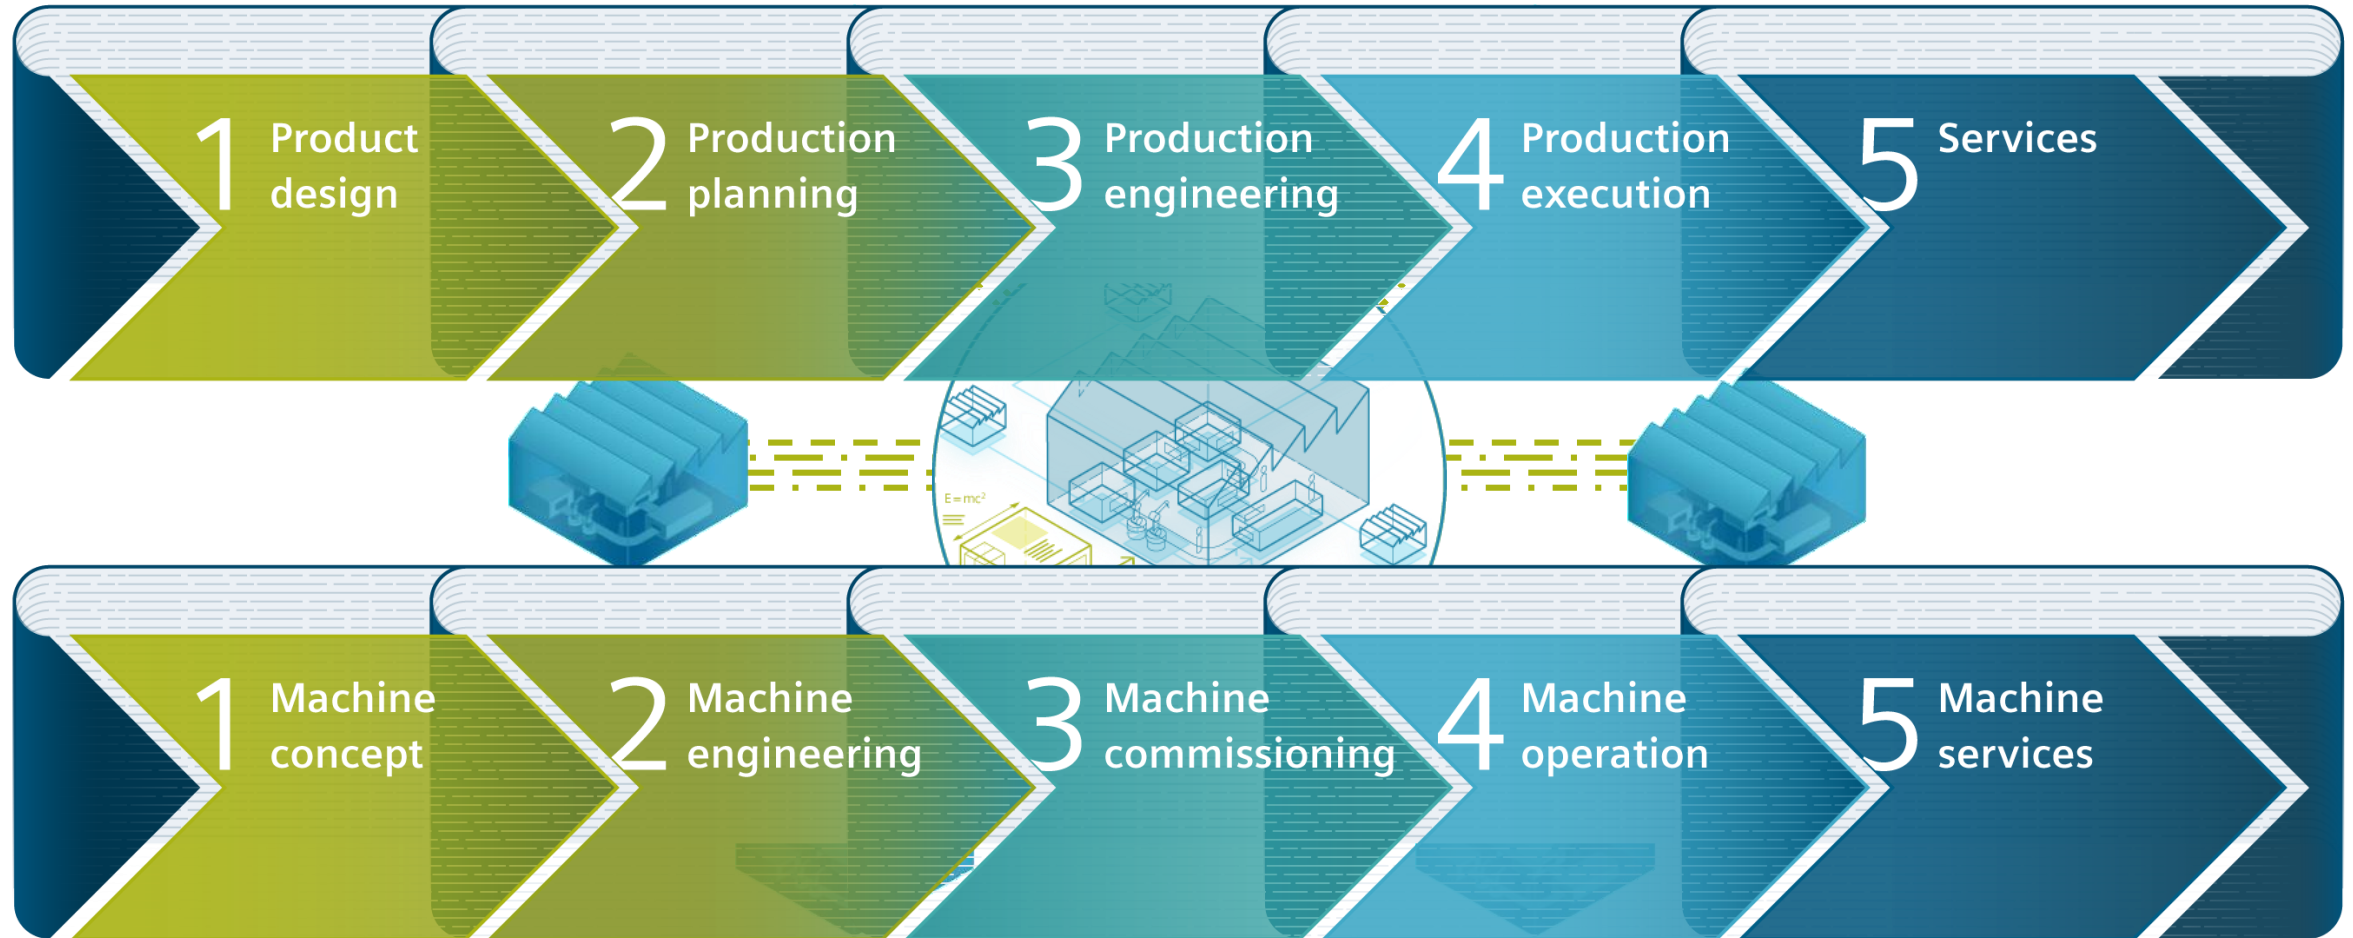 1 Product
design
2 Production
planning
3 Production
engineering
4 Production
execution
5 Services
E=mc²
1 Machine
concept
2 Machine
engineering
3 Machine
commissioning
4 Machine
operation
5 Machine
services